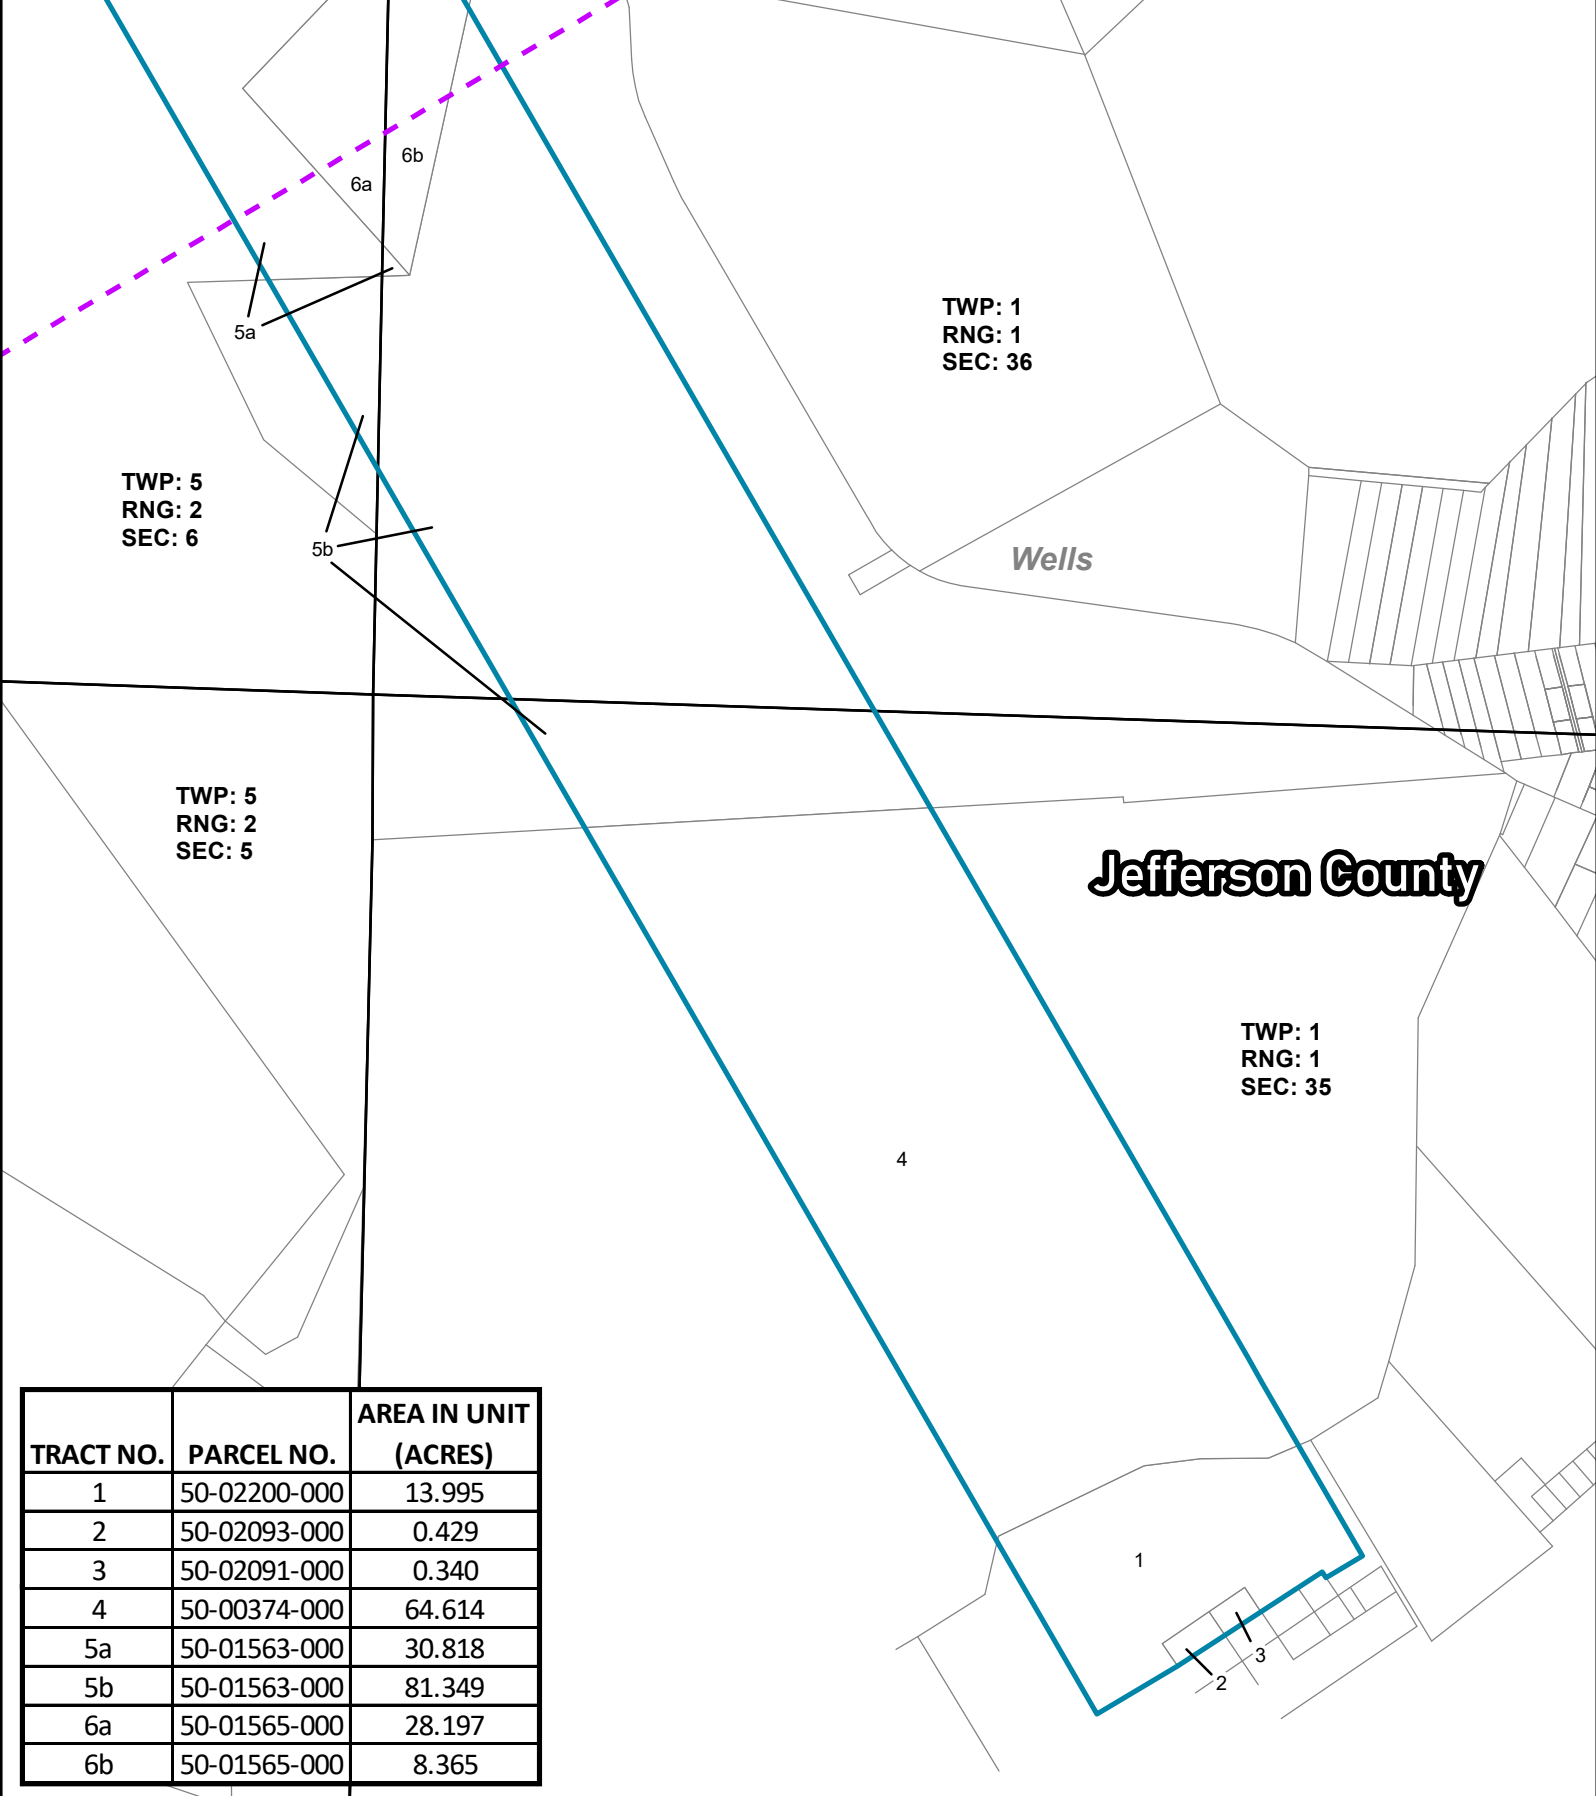 6b
6a
TWP: 1
RNG: 1
SEC: 36
5a
TWP: 5
RNG: 2
SEC: 6
5b
Wells
TWP: 5
RNG: 2
SEC: 5
Jefferson County
TWP: 1
RNG: 1
SEC: 35
4
1
3
2
TRACT NO. PARCEL NO. AREA IN UNIT (ACRES)
1 50-02200-000 13.995
2 50-02093-000 0.429
3 50-02091-000 0.340
4 50-00374-000 64.614
5a 50-01563-000 30.818
5b 50-01563-000 81.349
6a 50-01565-000 28.197
6b 50-01565-000 8.365